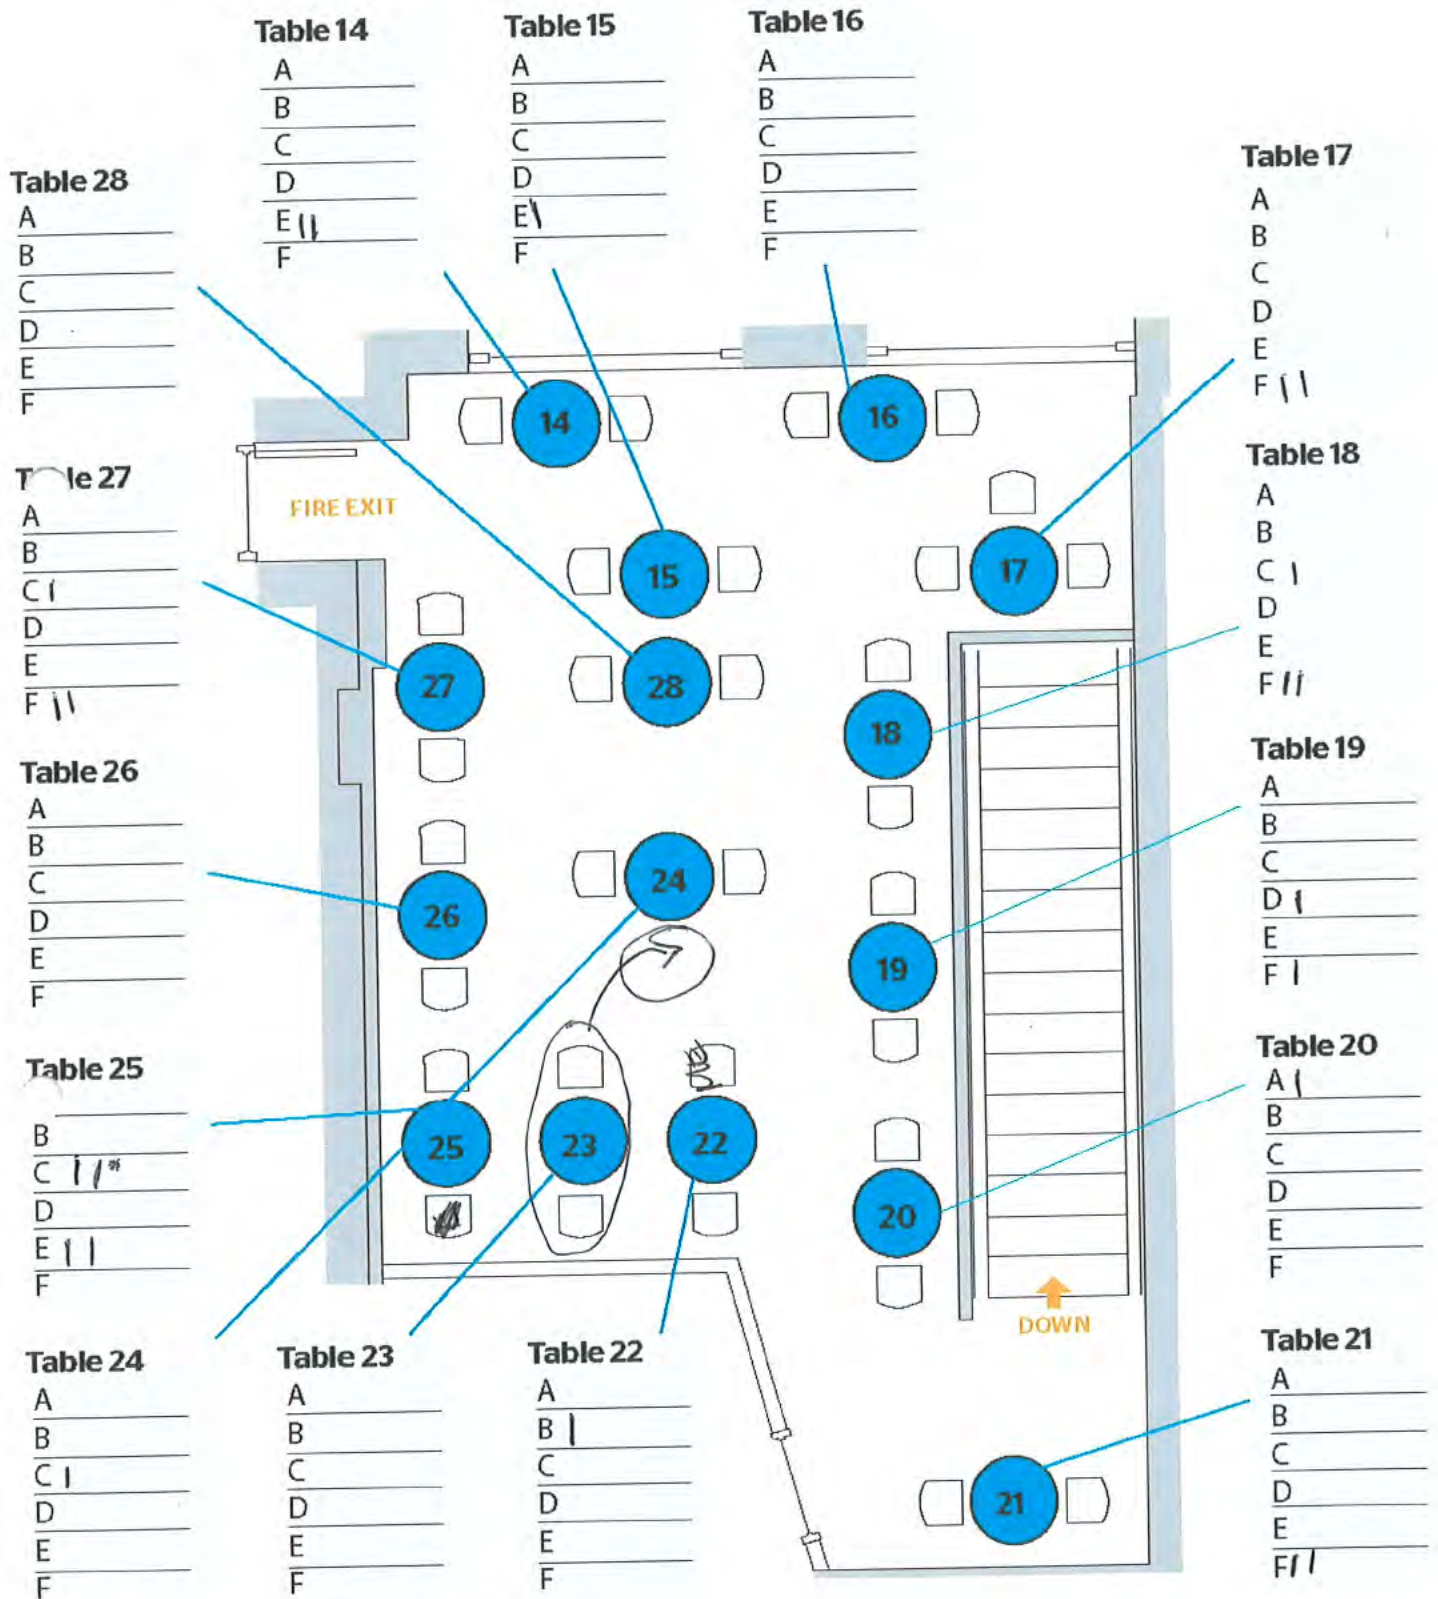 Table 14
A
B
C
D
E ||
F
Table 15
A
B
C
D
E \
F
Table 16
A
B
C
D
E
F
Table 17
A
B
C
D
E
F ||
Table 28
A
B
C
D
E
F
Table 27
A
B
C |
D
E
F ||
Table 18
A
B
C |
D
E
F ||
Table 26
A
B
C
D
E
F
Table 19
A
B
C
D |
E
F |
Table 25
B
C ||*
D
E ||
F
Table 20
A |
B
C
D
E
F
Table 24
A
B
C |
D
E
F
Table 23
A
B
C
D
E
F
Table 22
A
B |
C
D
E
F
Table 21
A
B
C
D
E
F ||
14
16
FIRE EXIT
15
17
27
28
18
24
26
19
25
23
22
20
DOWN
21